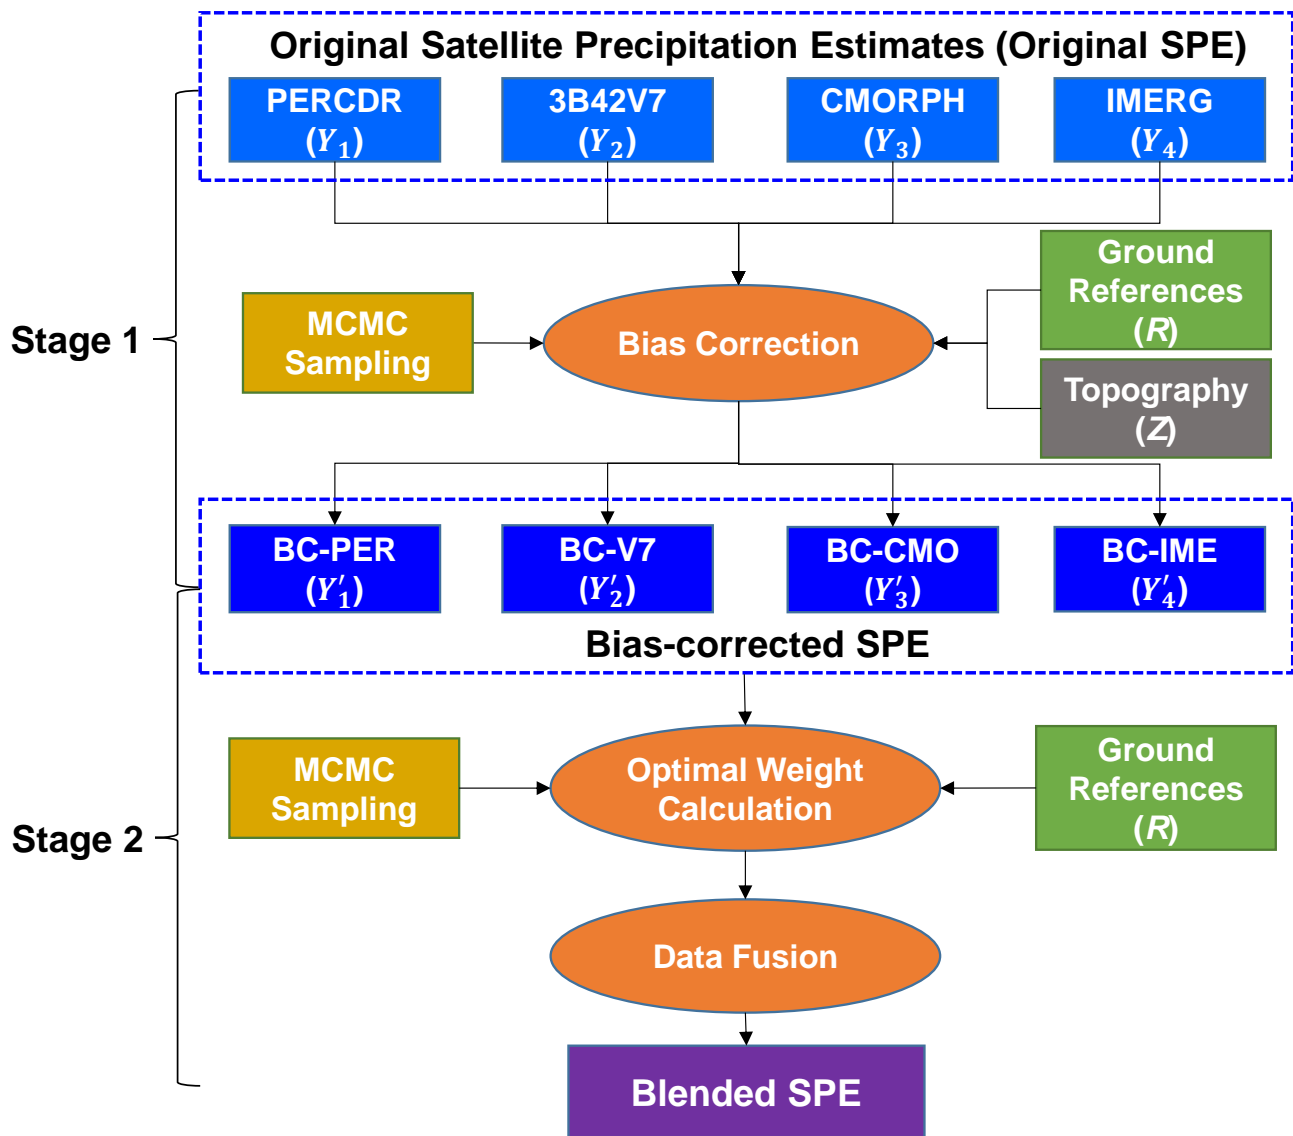 Original Satellite Precipitation Estimates (Original SPE)
PERCDR
(Y₁)
3B42V7
(Y₂)
CMORPH
(Y₃)
IMERG
(Y₄)
Stage 1
MCMC
Sampling
Bias Correction
Ground
References
(R)
Topography
(Z)
BC-PER
(Y′₁)
BC-V7
(Y′₂)
BC-CMO
(Y′₃)
BC-IME
(Y′₄)
Bias-corrected SPE
Stage 2
MCMC
Sampling
Optimal Weight
Calculation
Ground
References
(R)
Data Fusion
Blended SPE